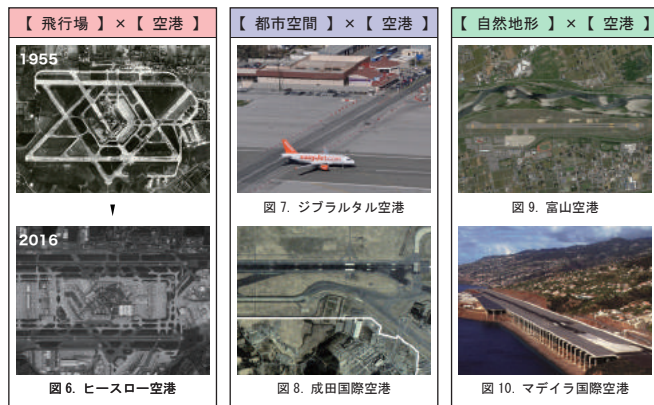 【 飛行場 】×【 空港 】
1955
2016
図 6. ヒースロー空港
【 都市空間 】×【 空港 】
easyJet
図 7. ジブラルタル空港
図 8. 成田国際空港
【 自然地形 】×【 空港 】
図 9. 富山空港
図 10. マデイラ国際空港